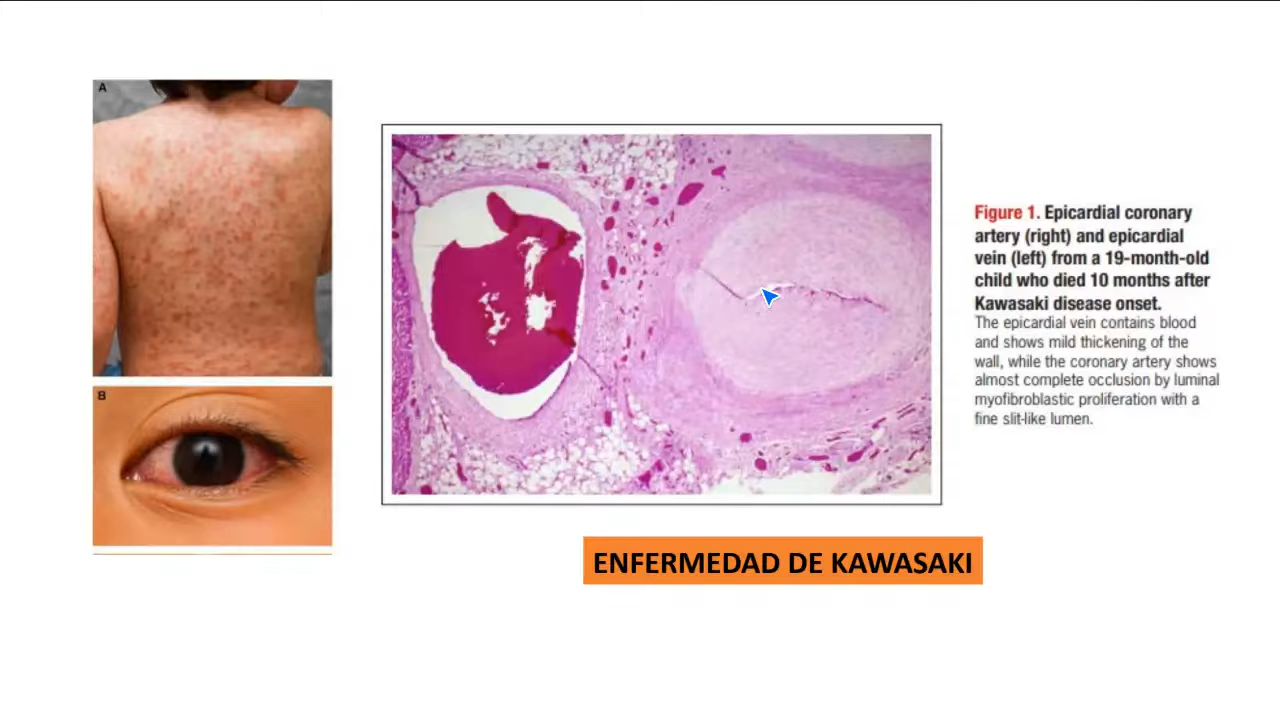 A
B
Figure 1. Epicardial coronary
artery (right) and epicardial
vein (left) from a 19-month-old
child who died 10 months after
Kawasaki disease onset.
The epicardial vein contains blood
and shows mild thickening of the
wall, while the coronary artery shows
almost complete occlusion by luminal
myofibroblastic proliferation with a
fine slit-like lumen.
ENFERMEDAD DE KAWASAKI